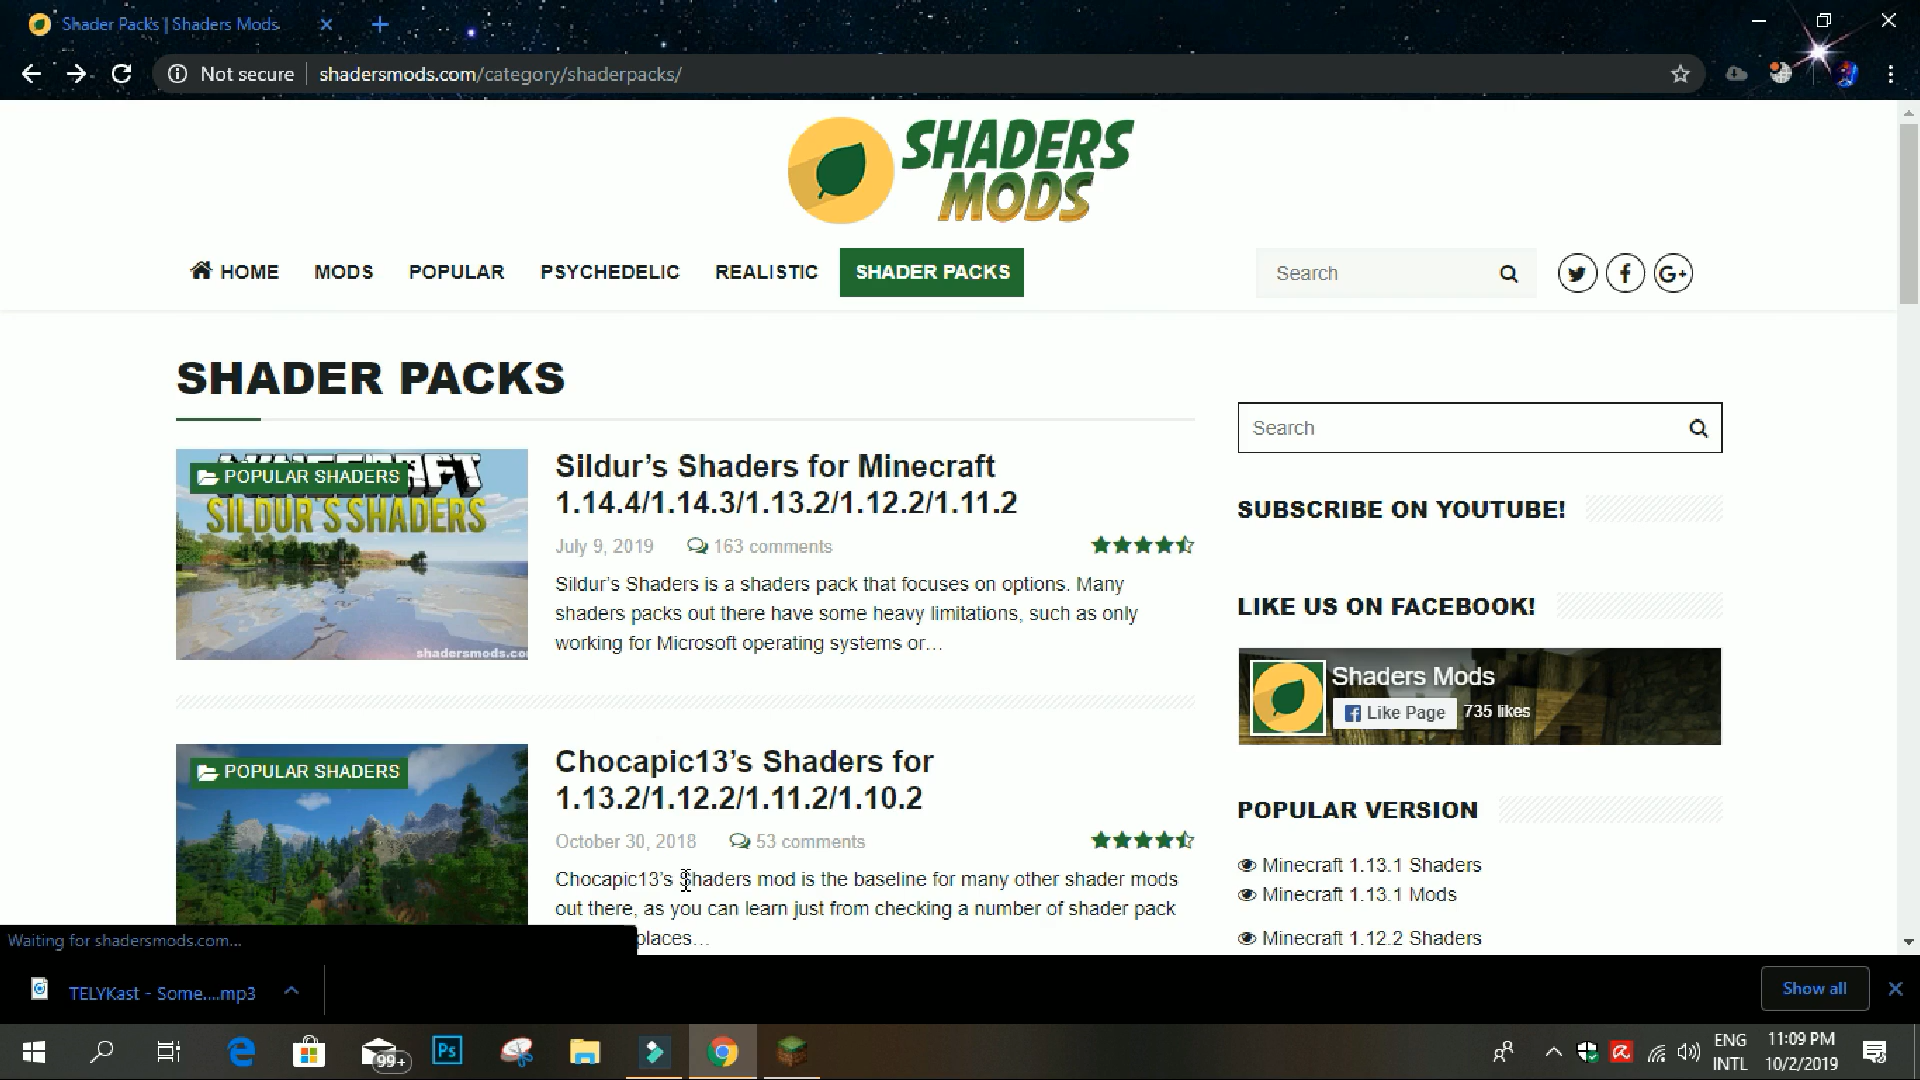 Shader Packs | Shaders Mods
Not secure
shadersmods.com/category/shaderpacks/
SHADERS
MODS
HOME
MODS
POPULAR
PSYCHEDELIC
REALISTIC
SHADER PACKS
Search
G+
SHADER PACKS
Search
MINECRAFT
POPULAR SHADERS
SILDUR'S SHADERS
shadersmods.co
Sildur’s Shaders for Minecraft
1.14.4/1.14.3/1.13.2/1.12.2/1.11.2
July 9, 2019
163 comments
Sildur’s Shaders is a shaders pack that focuses on options. Many
shaders packs out there have some heavy limitations, such as only
working for Microsoft operating systems or…
SUBSCRIBE ON YOUTUBE!
LIKE US ON FACEBOOK!
Shaders Mods
Like Page
735 likes
POPULAR SHADERS
Chocapic13’s Shaders for
1.13.2/1.12.2/1.11.2/1.10.2
October 30, 2018
53 comments
Chocapic13’s Shaders mod is the baseline for many other shader mods
out there, as you can learn just from checking a number of shader pack
places…
POPULAR VERSION
Minecraft 1.13.1 Shaders
Minecraft 1.13.1 Mods
Minecraft 1.12.2 Shaders
Waiting for shadersmods.com...
TELYKast - Some....mp3
Show all
99+
Ps
ENG
INTL
11:09 PM
10/2/2019